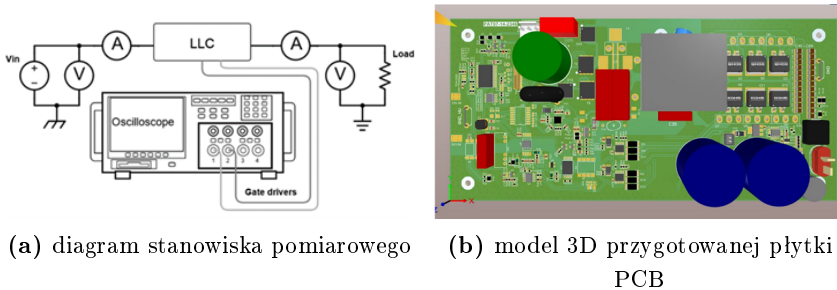 A
LLC
A
Vin
V
V
Load
Oscilloscope
1 2 3 4
Gate drivers
(a) diagram stanowiska pomiarowego
(b) model 3D przygotowanej płytki
PCB